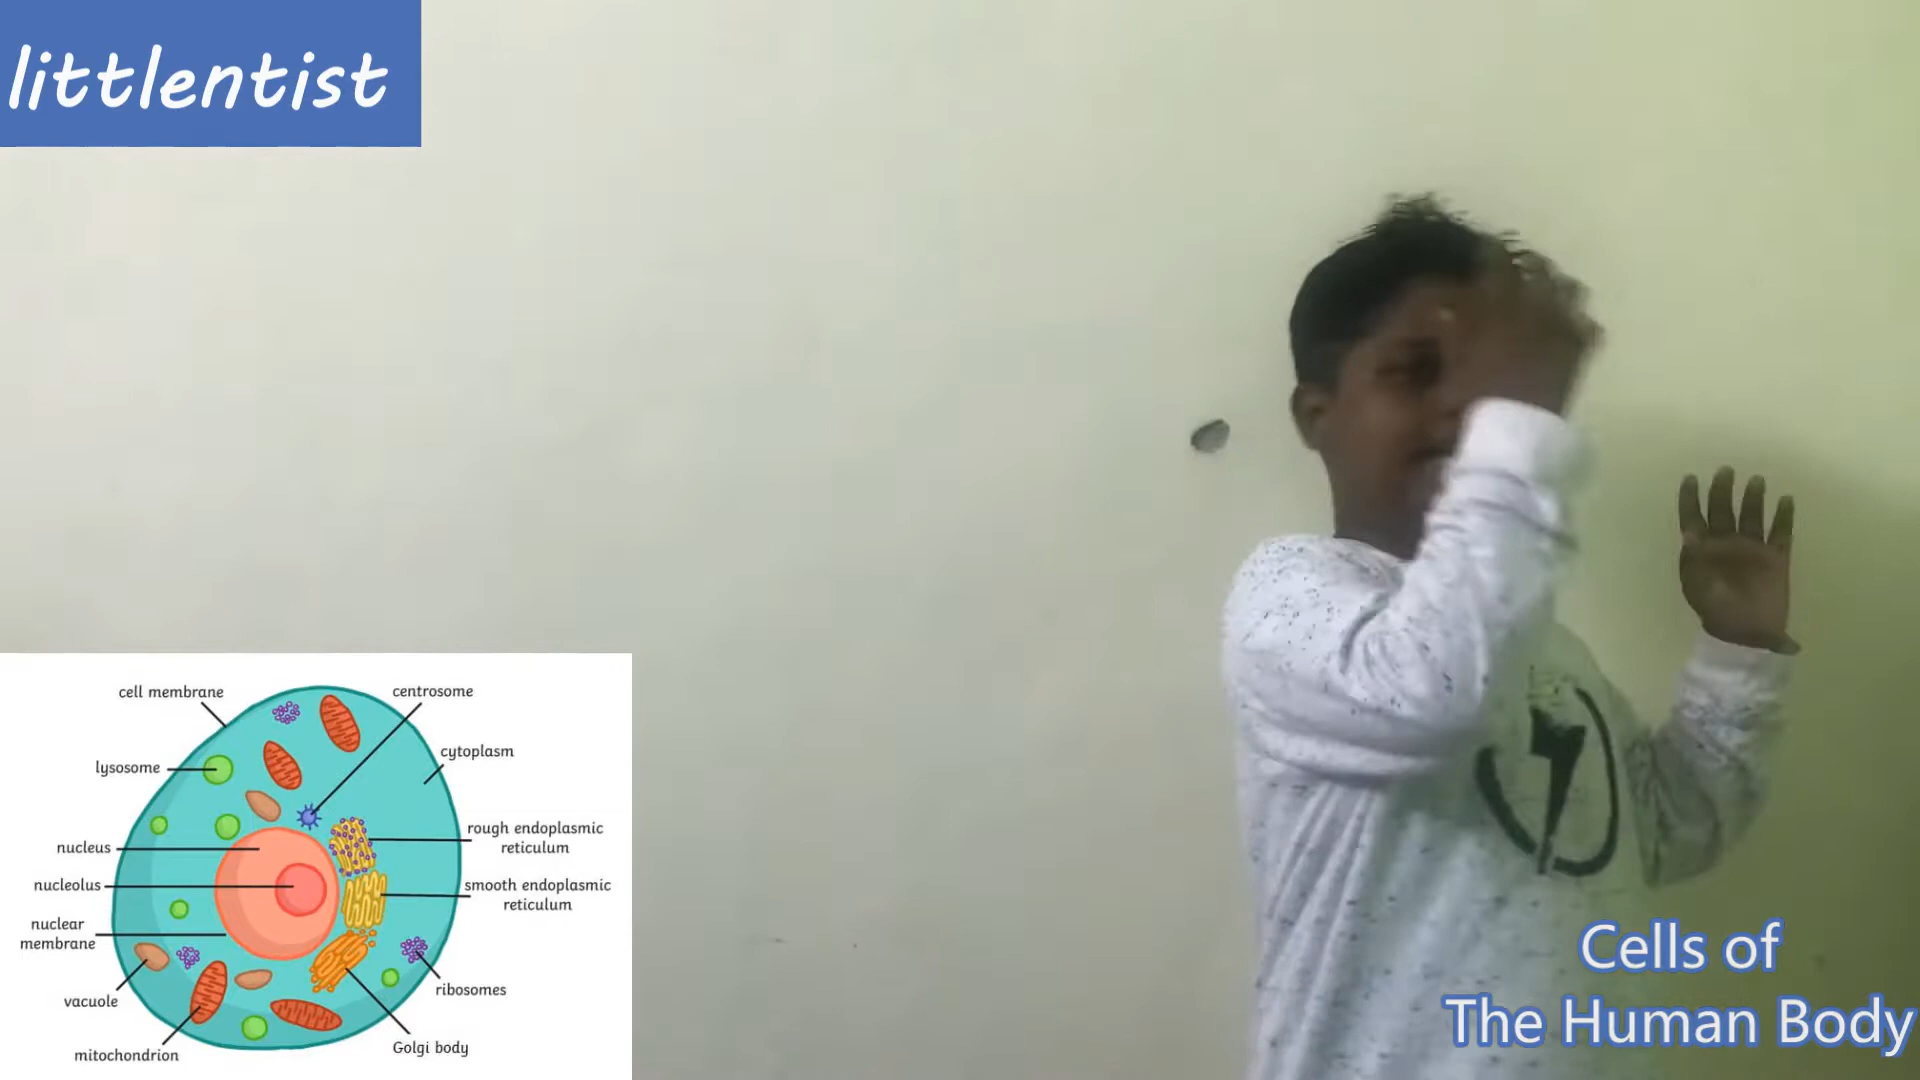 littlentist
cell membrane
centrosome
cytoplasm
lysosome
rough endoplasmic
reticulum
nucleus
nucleolus
smooth endoplasmic
reticulum
nuclear
membrane
ribosomes
vacuole
Golgi body
mitochondrion
Cells of
The Human Body